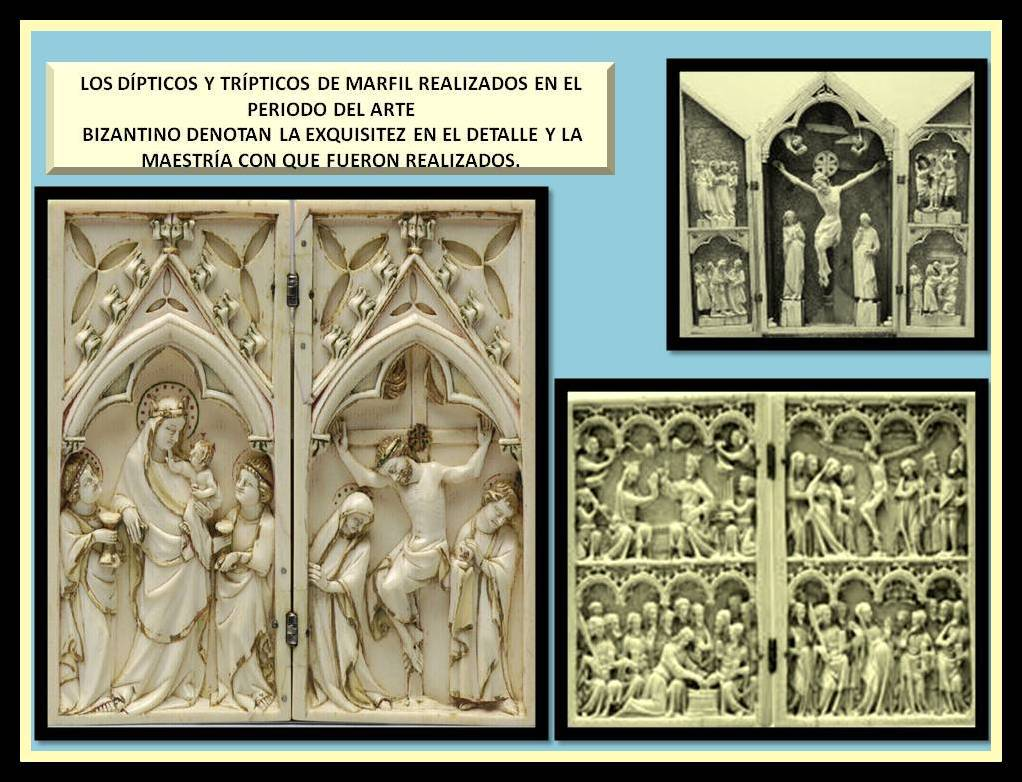 LOS DÍPTICOS Y TRÍPTICOS DE MARFIL REALIZADOS EN EL
PERIODO DEL ARTE
BIZANTINO DENOTAN LA EXQUISITEZ EN EL DETALLE Y LA
MAESTRÍA CON QUE FUERON REALIZADOS.